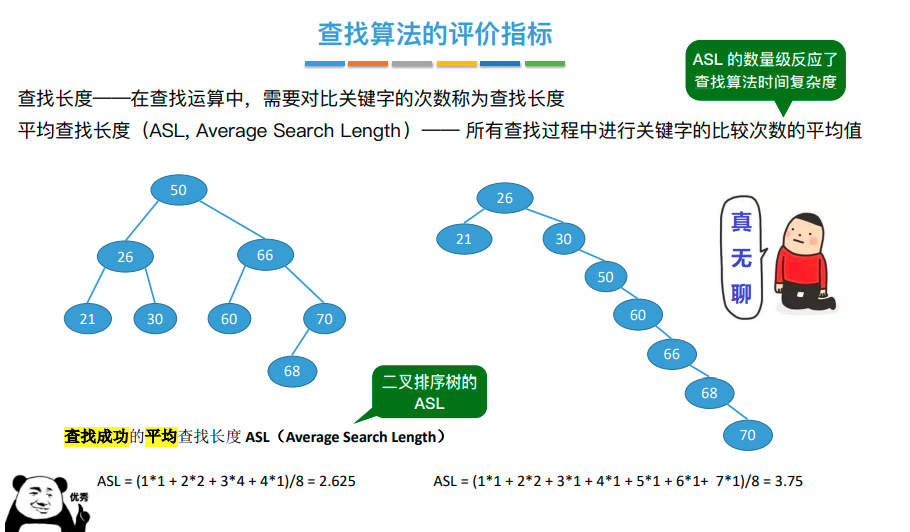 查找算法的评价指标
ASL 的数量级反应了
查找算法时间复杂度
查找长度——在查找运算中，需要对比关键字的次数称为查找长度
平均查找长度（ASL, Average Search Length）—— 所有查找过程中进行关键字的比较次数的平均值
50
26
66
21
30
60
70
68
26
21
30
50
60
66
68
70
真
无
聊
二叉排序树的
ASL
查找成功的平均查找长度 ASL（Average Search Length）
ASL = (1*1 + 2*2 + 3*4 + 4*1)/8 = 2.625
ASL = (1*1 + 2*2 + 3*1 + 4*1 + 5*1 + 6*1+ 7*1)/8 = 3.75
优秀